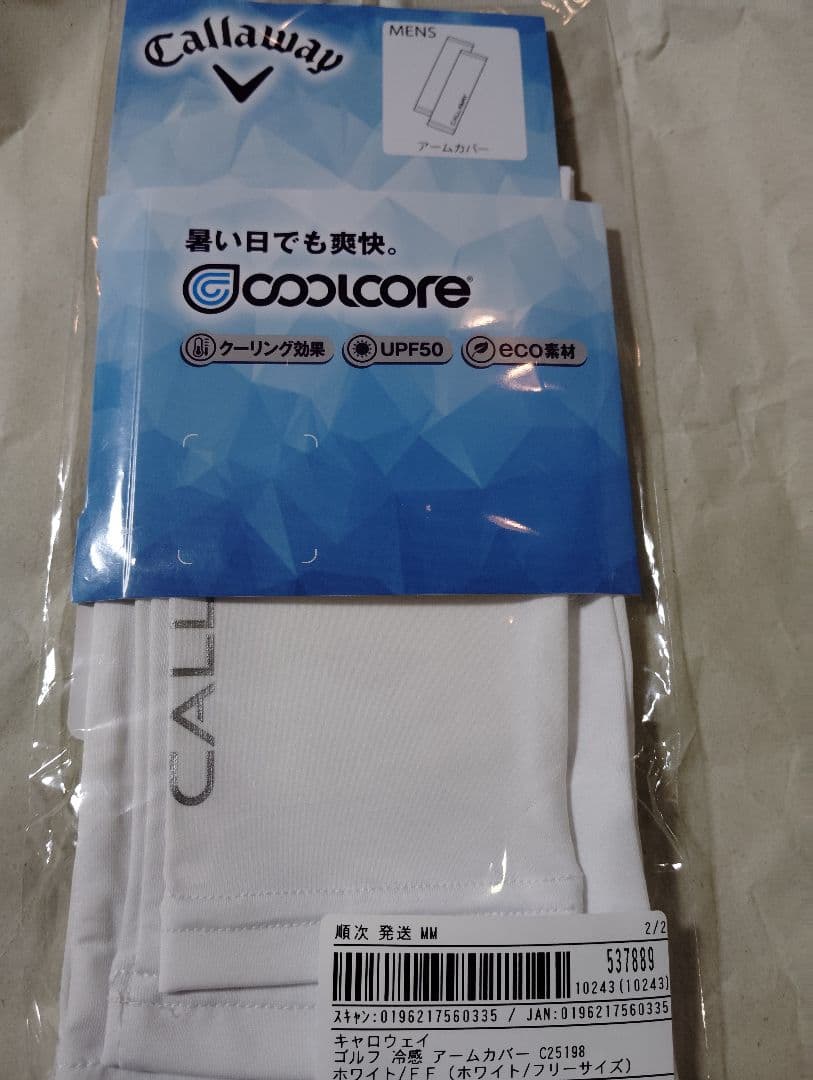 Callaway
MENS
CALLAWAY
アームカバー
暑い日でも爽快。
coolcore®
クーリング効果
UPF50
eco素材
CALL
順次 発送 MM
2/2
537889
10243(10243)
スキャン:0196217560335 / JAN:0196217560335
キャロウェイ
ゴルフ 冷感 アームカバー C25198
ホワイト/FF (ホワイト/フリーサイズ)